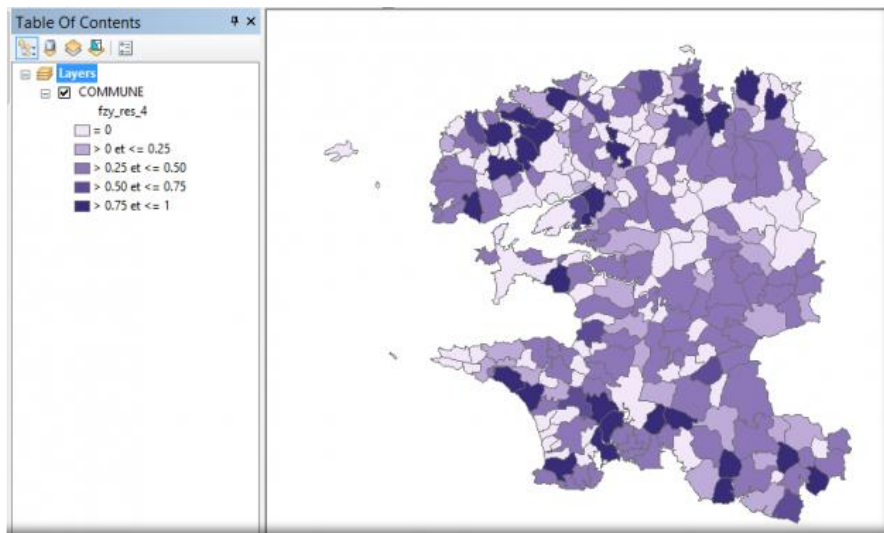 Table Of Contents
Layers
COMMUNE
fzy_res_4
= 0
> 0 et <= 0.25
> 0.25 et <= 0.50
> 0.50 et <= 0.75
> 0.75 et <= 1